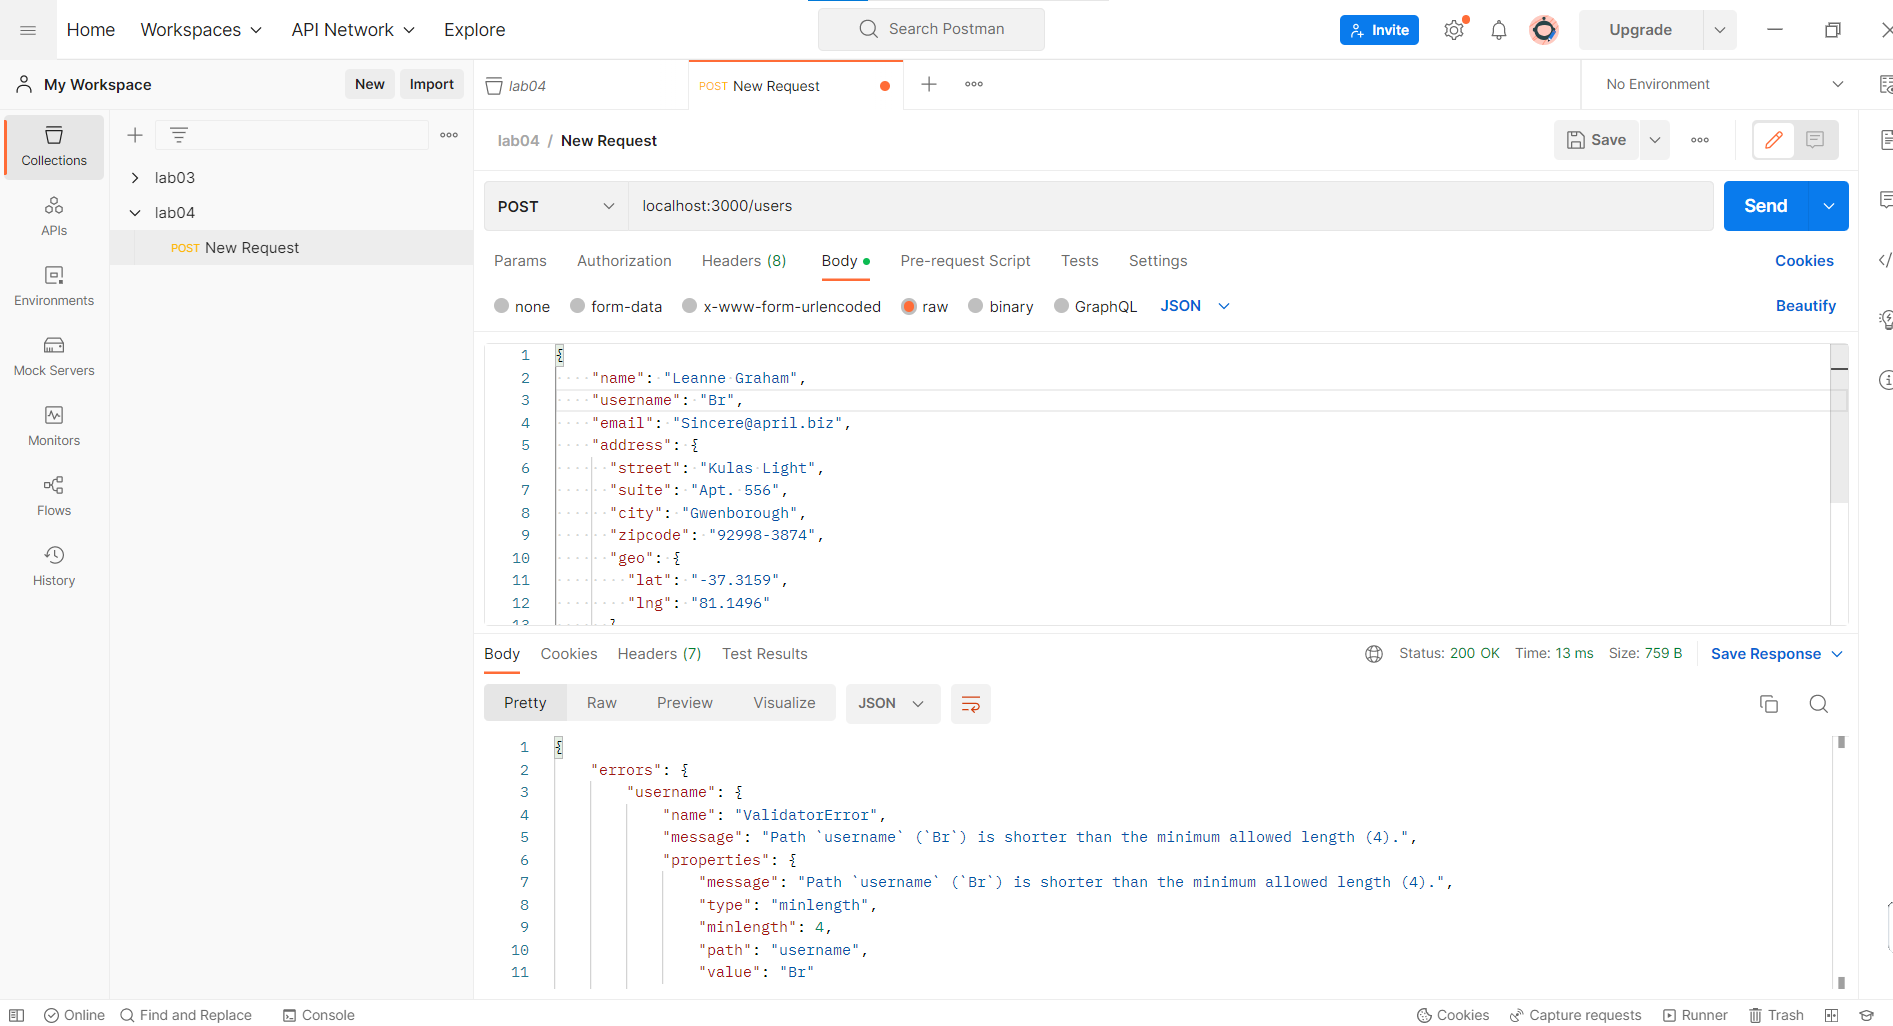 Home Workspaces API Network Explore Search Postman Invite Upgrade
My Workspace New Import
lab04 POST New Request No Environment
Collections
APIs
Environments
Mock Servers
Monitors
Flows
History
lab03
lab04
POST New Request
lab04 / New Request Save
POST localhost:3000/users Send
Params Authorization Headers (8) Body Pre-request Script Tests Settings Cookies
none form-data x-www-form-urlencoded raw binary GraphQL JSON Beautify
1 {
2 "name": "Leanne Graham",
3 "username": "Br",
4 "email": "Sincere@april.biz",
5 "address": {
6 "street": "Kulas Light",
7 "suite": "Apt. 556",
8 "city": "Gwenborough",
9 "zipcode": "92998-3874",
10 "geo": {
11 "lat": "-37.3159",
12 "lng": "81.1496"
13 }
Body Cookies Headers (7) Test Results Status: 200 OK Time: 13 ms Size: 759 B Save Response
Pretty Raw Preview Visualize JSON
1 {
2 "errors": {
3 "username": {
4 "name": "ValidatorError",
5 "message": "Path `username` (`Br`) is shorter than the minimum allowed length (4).",
6 "properties": {
7 "message": "Path `username` (`Br`) is shorter than the minimum allowed length (4).",
8 "type": "minlength",
9 "minlength": 4,
10 "path": "username",
11 "value": "Br"
Online Find and Replace Console Cookies Capture requests Runner Trash